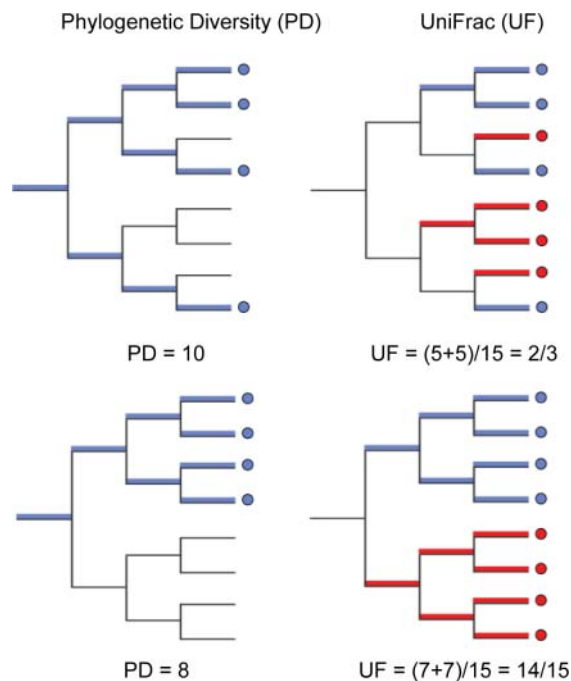 Phylogenetic Diversity (PD)
UniFrac (UF)
PD = 10
UF = (5+5)/15 = 2/3
PD = 8
UF = (7+7)/15 = 14/15